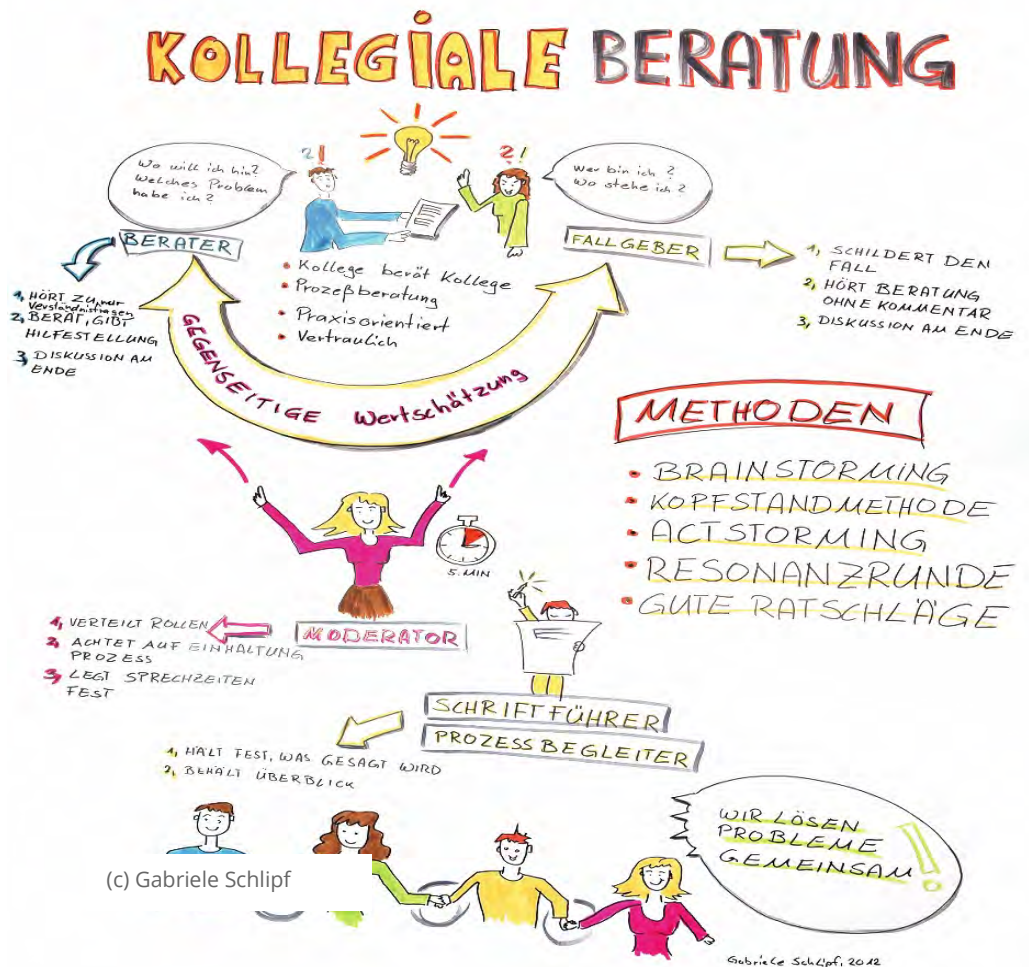 KOLLEGIALE BERATUNG
Wo will ich hin?
Welches Problem
habe ich?
2!
2!
Wer bin ich?
Wo stehe ich?
BERATER
FALLGEBER
1, HÖRT ZU, nur
Verständnisfragen
2, BERÄT, GIBT
HILFESTELLUNG
3, DISKUSSION AM
ENDE
• Kollege berät Kollege
• Prozeßberatung
• Praxisorientiert
• Vertraulich
1, SCHILDERT DEN
FALL
2, HÖRT BERATUNG
OHNE KOMMENTAR
3, DISKUSSION AM ENDE
GEGENSEITIGE Wertschätzung
METHODEN
• BRAINSTORMING
• KOPFSTANDMETHODE
• ACTSTORMING
• RESONANZRUNDE
• GUTE RATSCHLÄGE
5. MIN
MODERATOR
1, VERTEILT ROLLEN
2, ACHTET AUF EINHALTUNG
PROZESS
3, LEGT SPRECHZEITEN
FEST
SCHRIFTFÜHRER
PROZESSBEGLEITER
1, HÄLT FEST, WAS GESAGT WIRD
2, BEHÄLT ÜBERBLICK
WIR LÖSEN
PROBLEME
GEMEINSAM!
(c) Gabriele Schlipf
Gabriele Schlipf, 2012